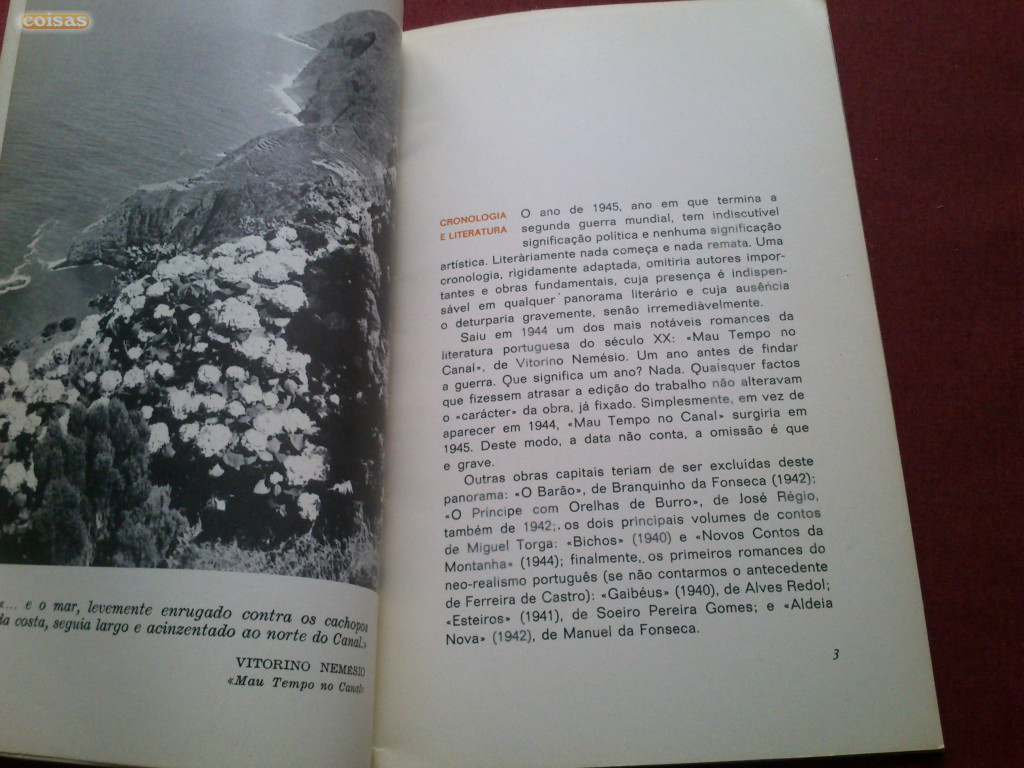 coisas
«... e o mar, levemente enrugado contra os cachopos
da costa, seguia largo e acinzentado ao norte do Canal.»
VITORINO NEMÉSIO
«Mau Tempo no Canal»
CRONOLOGIA
E LITERATURA
O ano de 1945, ano em que termina a
segunda guerra mundial, tem indiscutível
significação política e nenhuma significação
artística. Literàriamente nada começa e nada remata. Uma
cronologia, rigidamente adaptada, omitiria autores impor-
tantes e obras fundamentais, cuja presença é indispen-
sável em qualquer panorama literário e cuja ausência
o deturparia gravemente, senão irremediàvelmente.
Saiu em 1944 um dos mais notáveis romances da
literatura portuguesa do século XX: «Mau Tempo no
Canal», de Vitorino Nemésio. Um ano antes de findar
a guerra. Que significa um ano? Nada. Quaisquer factos
que fizessem atrasar a edição do trabalho não alteravam
o «carácter» da obra, já fixado. Simplesmente, em vez de
aparecer em 1944, «Mau Tempo no Canal» surgiria em
1945. Deste modo, a data não conta, a omissão é que
e grave.
Outras obras capitais teriam de ser excluídas deste
panorama: «O Barão», de Branquinho da Fonseca (1942);
«O Príncipe com Orelhas de Burro», de José Régio,
também de 1942; os dois principais volumes de contos
de Miguel Torga: «Bichos» (1940) e «Novos Contos da
Montanha» (1944); finalmente, os primeiros romances do
neo-realismo português (se não contarmos o antecedente
de Ferreira de Castro): «Gaibéus» (1940), de Alves Redol;
«Esteiros» (1941), de Soeiro Pereira Gomes; e «Aldeia
Nova» (1942), de Manuel da Fonseca.
3